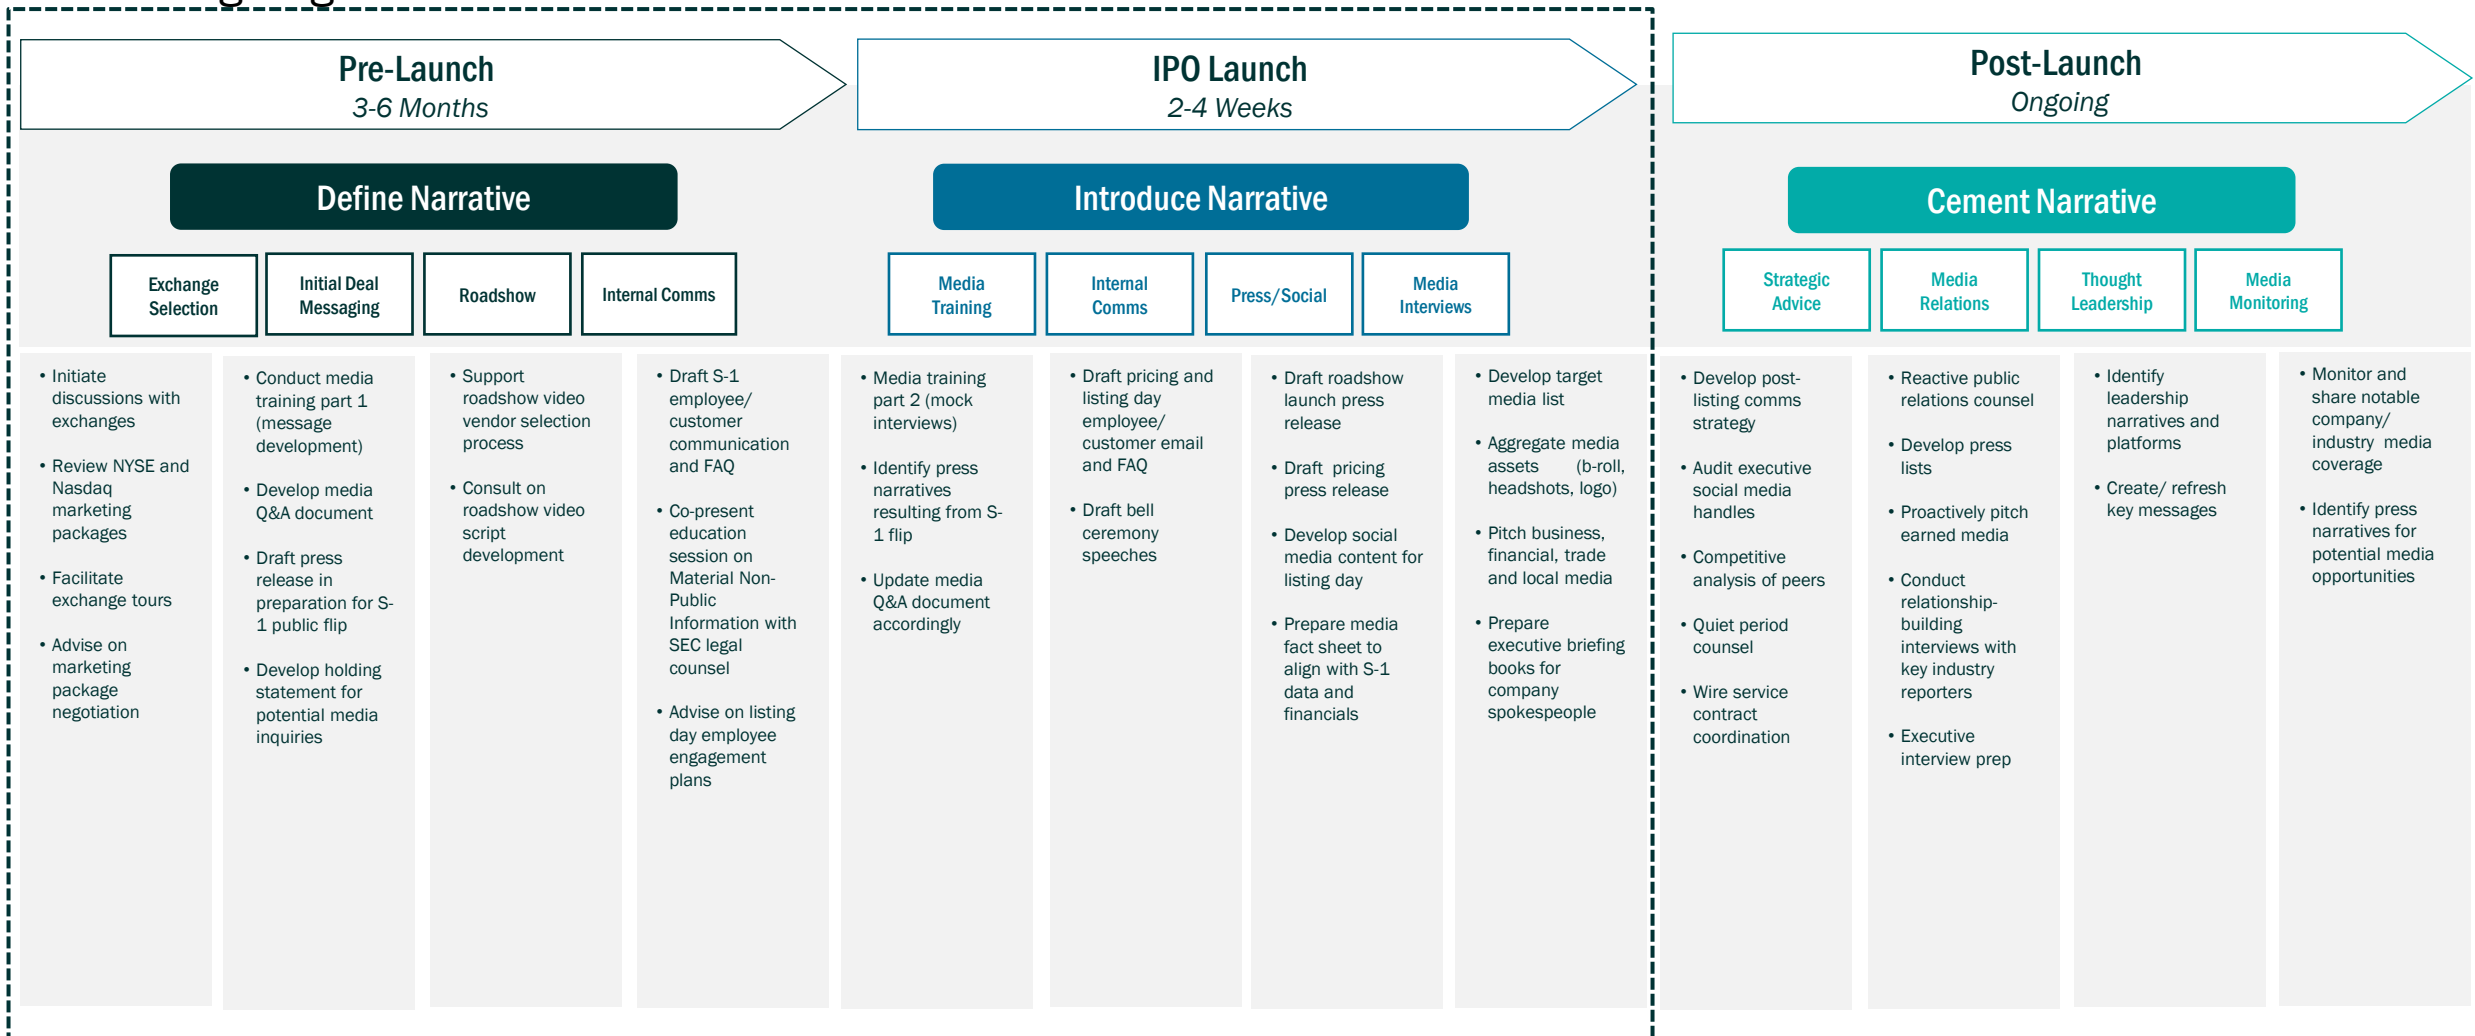 Pre-Launch
3-6 Months
IPO Launch
2-4 Weeks
Post-Launch
Ongoing
Define Narrative
Introduce Narrative
Cement Narrative
Exchange
Selection
Initial Deal
Messaging
Roadshow
Internal Comms
Media
Training
Internal
Comms
Press/Social
Media
Interviews
Strategic
Advice
Media
Relations
Thought
Leadership
Media
Monitoring
• Initiate
discussions with
exchanges
• Review NYSE and
Nasdaq
marketing
packages
• Facilitate
exchange tours
• Advise on
marketing
package
negotiation
• Conduct media
training part 1
(message
development)
• Develop media
Q&A document
• Draft press
release in
preparation for S-
1 public flip
• Develop holding
statement for
potential media
inquiries
• Support
roadshow video
vendor selection
process
• Consult on
roadshow video
script
development
• Draft S-1
employee/
customer
communication
and FAQ
• Co-present
education
session on
Material Non-
Public
Information with
SEC legal
counsel
• Advise on listing
day employee
engagement
plans
• Media training
part 2 (mock
interviews)
• Identify press
narratives
resulting from S-
1 flip
• Update media
Q&A document
accordingly
• Draft pricing and
listing day
employee/
customer email
and FAQ
• Draft bell
ceremony
speeches
• Draft roadshow
launch press
release
• Draft pricing
press release
• Develop social
media content for
listing day
• Prepare media
fact sheet to
align with S-1
data and
financials
• Develop target
media list
• Aggregate media
assets (b-roll,
headshots, logo)
• Pitch business,
financial, trade
and local media
• Prepare
executive briefing
books for
company
spokespeople
• Develop post-
listing comms
strategy
• Audit executive
social media
handles
• Competitive
analysis of peers
• Quiet period
counsel
• Wire service
contract
coordination
• Reactive public
relations counsel
• Develop press
lists
• Proactively pitch
earned media
• Conduct
relationship-
building
interviews with
key industry
reporters
• Executive
interview prep
• Identify
leadership
narratives and
platforms
• Create/ refresh
key messages
• Monitor and
share notable
company/
industry media
coverage
• Identify press
narratives for
potential media
opportunities